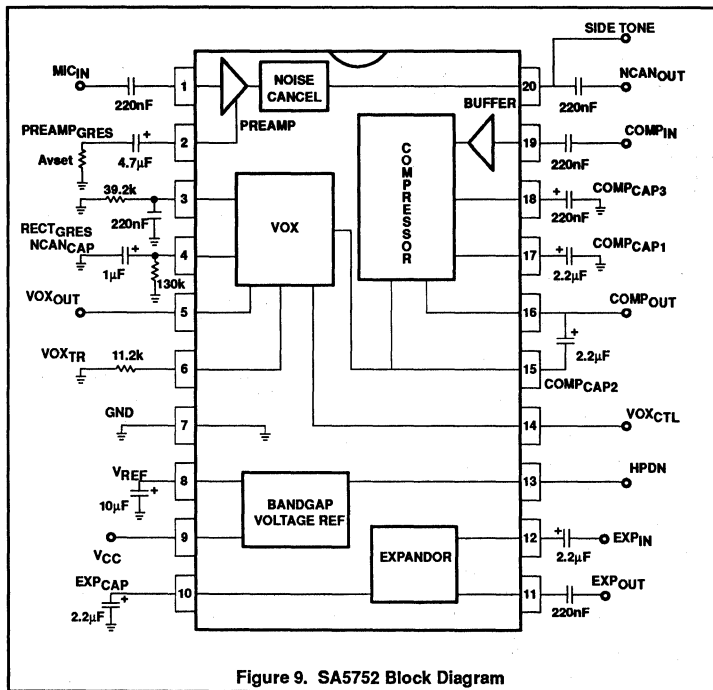 SIDE TONE
MICIN
220nF
1
NOISE
CANCEL
20
NCANOUT
220nF
PREAMP
BUFFER
PREAMPGRES
Avset
4.7µF
2
19
COMPIN
220nF
39.2k
220nF
3
COMPRESSOR
18
COMPCAP3
220nF
+
RECTGRES
NCANCAP
1µF
+
130k
4
VOX
17
COMPCAP1
2.2µF
+
VOXOUT
5
16
COMPOUT
+
2.2µF
VOXTR
11.2k
6
15
COMPCAP2
GND
7
14
VOXCTL
VREF
10µF
+
8
BANDGAP
VOLTAGE REF
13
HPDN
VCC
9
EXPANDOR
12
+
2.2µF
EXPIN
EXPCAP
2.2µF
+
10
11
220nF
EXPOUT
Figure 9. SA5752 Block Diagram